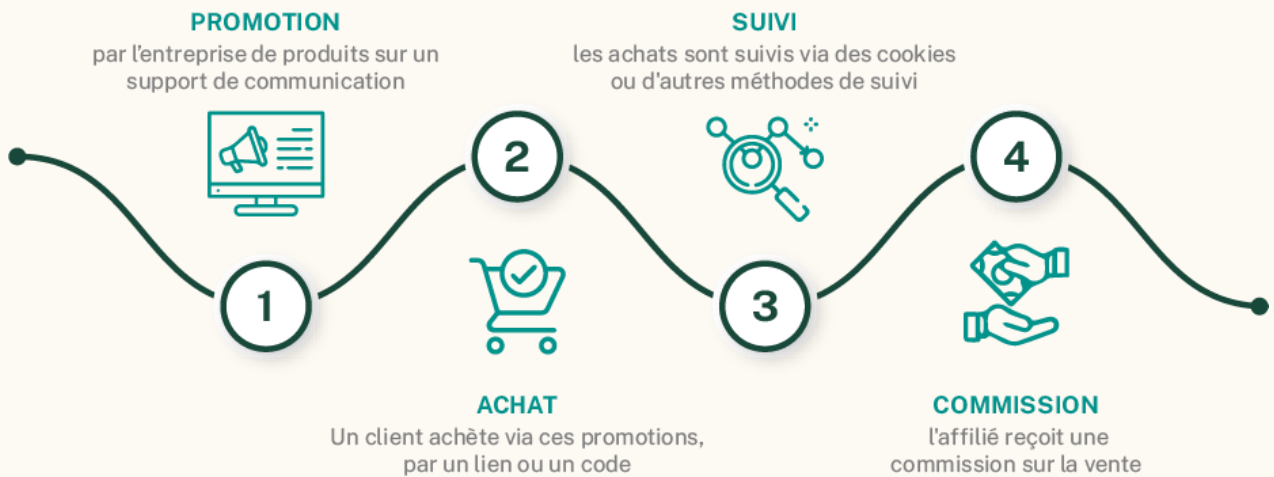 PROMOTION
par l'entreprise de produits sur un
support de communication
1
2
ACHAT
Un client achète via ces promotions,
par un lien ou un code
SUIVI
les achats sont suivis via des cookies
ou d'autres méthodes de suivi
3
4
COMMISSION
l'affilié reçoit une
commission sur la vente